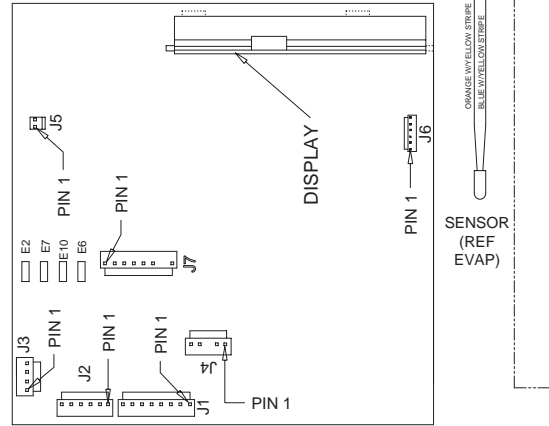 ORANGE W/YELLOW STRIPE
BLUE W/YELLOW STRIPE
J5
PIN 1
DISPLAY
J6
PIN 1
SENSOR
(REF
EVAP)
E2
E7
E10
E6
PIN 1
J7
J3
PIN 1
J2
PIN 1
PIN 1
J4
J1
PIN 1